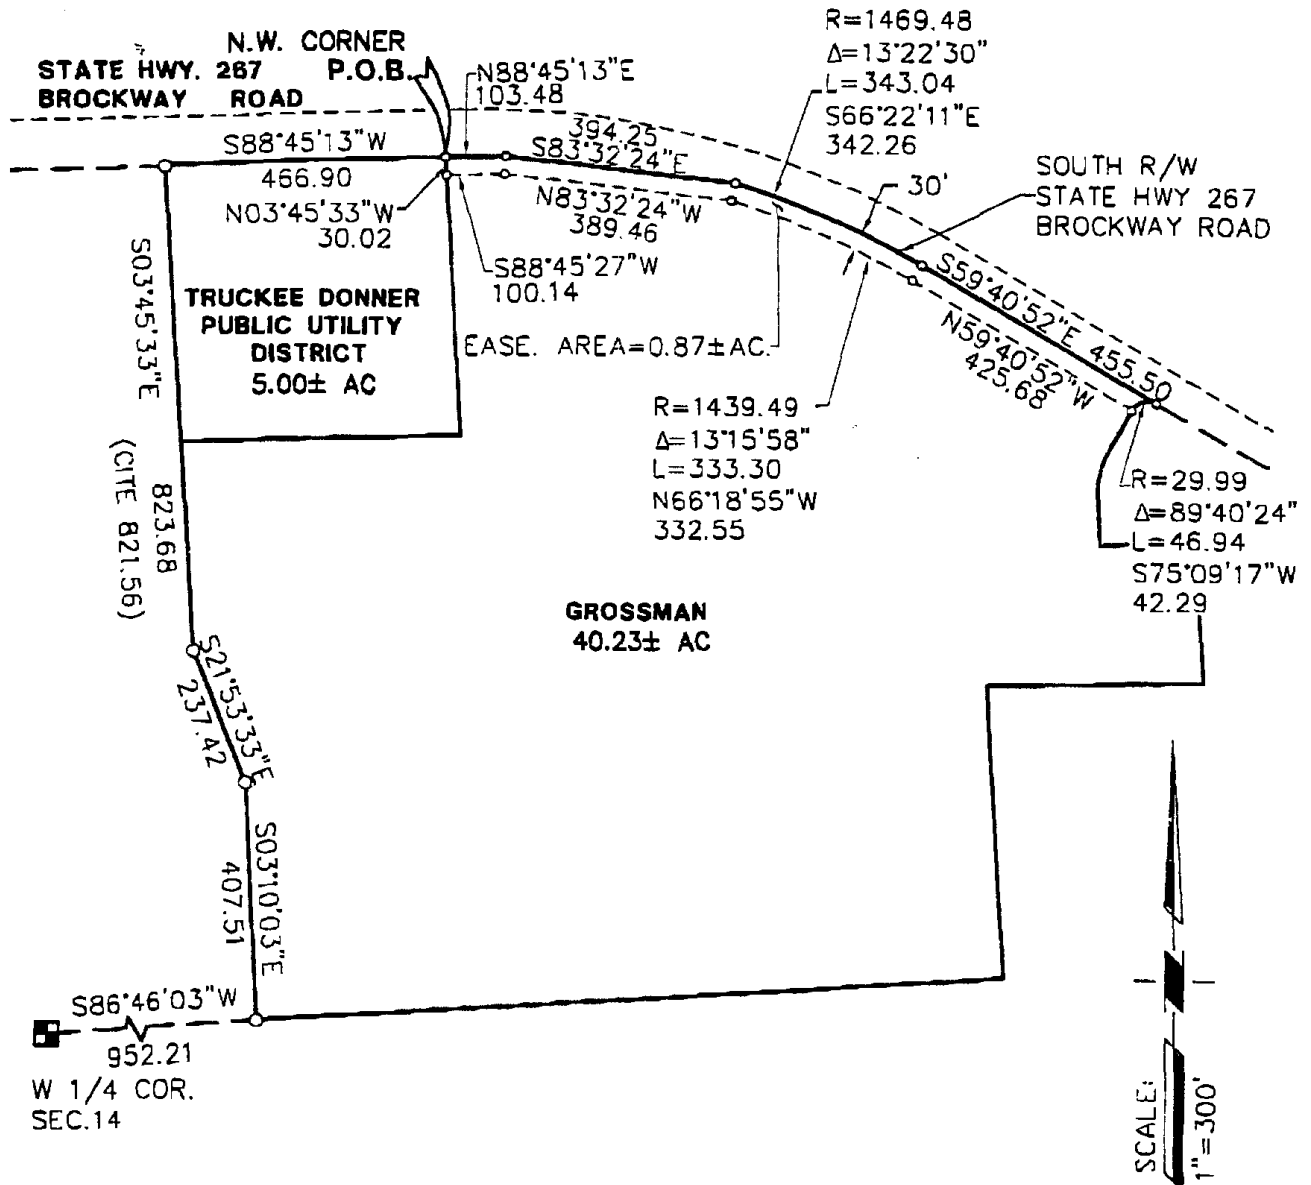 N.W. CORNER
STATE HWY. 267 P.O.B.
BROCKWAY ROAD
N88°45'13"E
103.48
R=1469.48
Δ=13°22'30"
L=343.04
S66°22'11"E
342.26
S88°45'13"W
466.90
394.25
S83°32'24"E
30'
SOUTH R/W
STATE HWY 267
BROCKWAY ROAD
N03°45'33"W
30.02
N83°32'24"W
389.46
S88°45'27"W
100.14
S59°40'52"E 455.50
N59°40'52"W
425.68
S03°45'33"E
TRUCKEE DONNER
PUBLIC UTILITY
DISTRICT
5.00± AC
EASE. AREA=0.87±AC.
R=1439.49
Δ=13°15'58"
L=333.30
N66°18'55"W
332.55
R=29.99
Δ=89°40'24"
L=46.94
S75°09'17"W
42.29
823.68
(CITE 821.56)
GROSSMAN
40.23± AC
S21°53'33"E
237.42
S03°10'03"E
407.51
S86°46'03"W
952.21
W 1/4 COR.
SEC.14
SCALE:
1"=300'